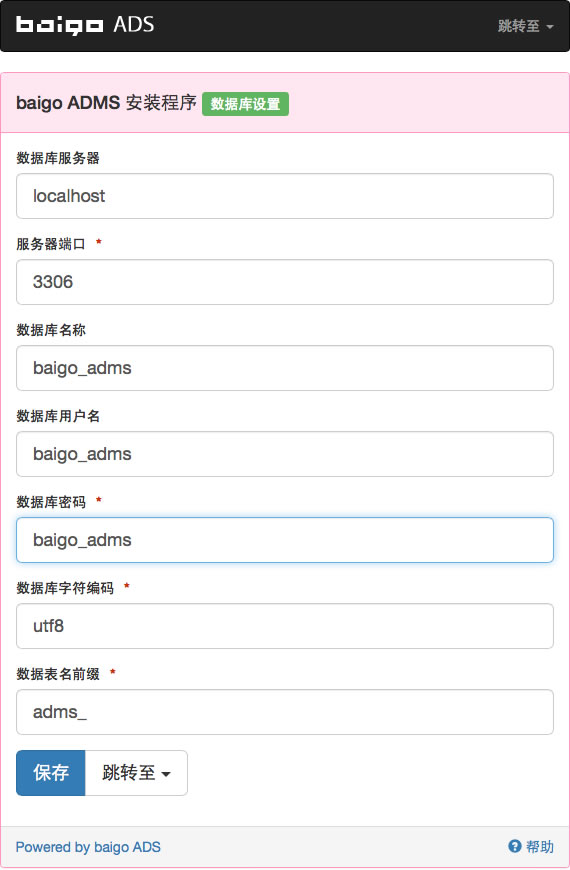 baigo ADS 跳转至
baigo ADMS 安装程序 数据库设置
数据库服务器
localhost
服务器端口 *
3306
数据库名称
baigo_adms
数据库用户名
baigo_adms
数据库密码 *
baigo_adms
数据库字符编码 *
utf8
数据表名前缀 *
adms_
保存 跳转至
Powered by baigo ADS ? 帮助